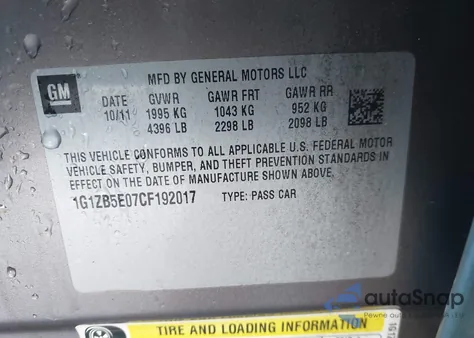 GM
MFD BY GENERAL MOTORS LLC
DATE GVWR GAWR FRT GAWR RR
10/11 1995 KG 1043 KG 952 KG
4396 LB 2298 LB 2098 LB
THIS VEHICLE CONFORMS TO ALL APPLICABLE U.S. FEDERAL MOTOR
VEHICLE SAFETY, BUMPER, AND THEFT PREVENTION STANDARDS IN
EFFECT ON THE DATE OF MANUFACTURE SHOWN ABOVE.
1G1ZB5E07CF192017 TYPE: PASS CAR
autoSnap
TIRE AND LOADING INFORMATION